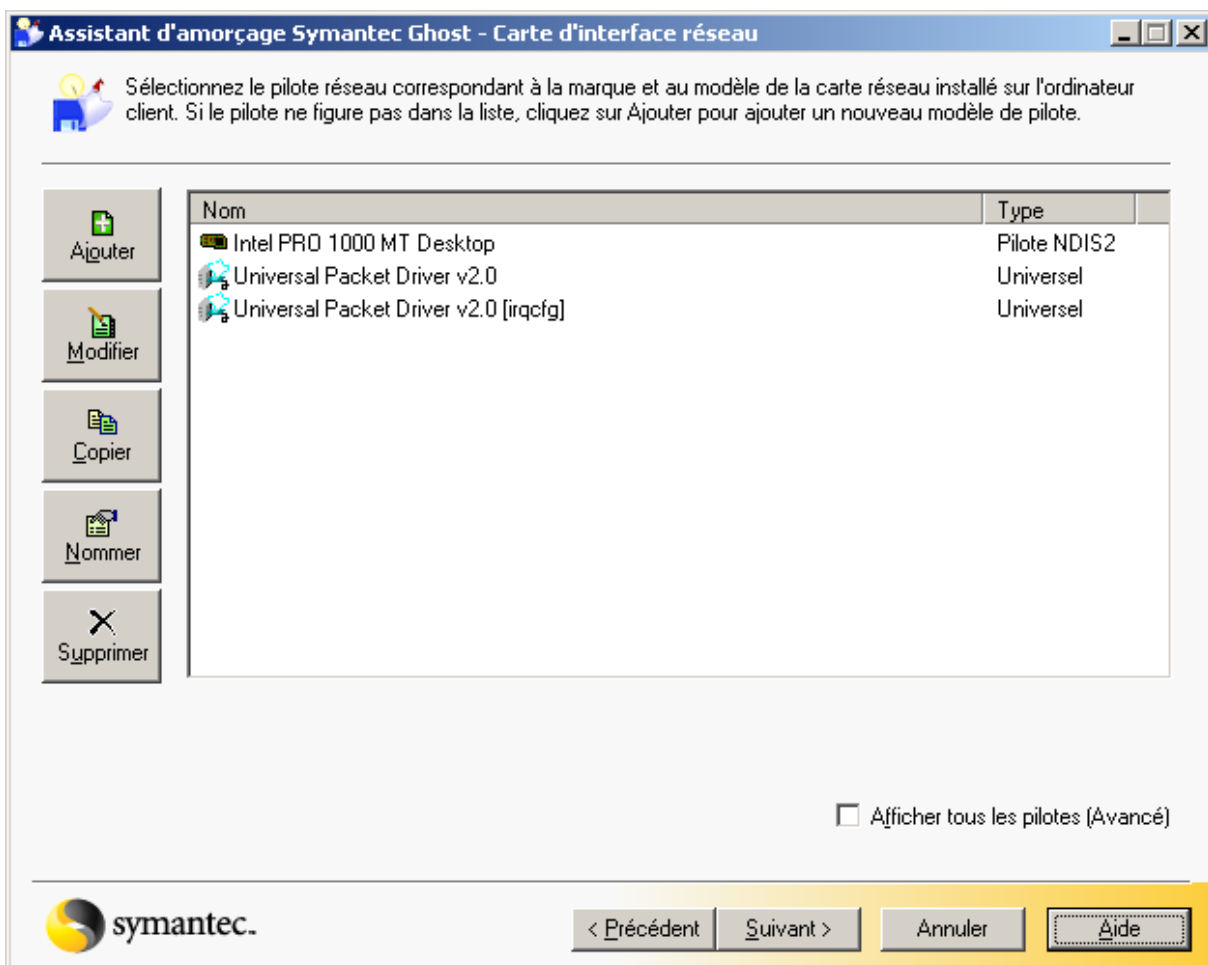 Assistant d'amorçage Symantec Ghost - Carte d'interface réseau
Sélectionnez le pilote réseau correspondant à la marque et au modèle de la carte réseau installé sur l'ordinateur
client. Si le pilote ne figure pas dans la liste, cliquez sur Ajouter pour ajouter un nouveau modèle de pilote.
Ajouter
Modifier
Copier
Nommer
Supprimer
Nom Type
Intel PRO 1000 MT Desktop Pilote NDIS2
Universal Packet Driver v2.0 Universel
Universal Packet Driver v2.0 [irqcfg] Universel
Afficher tous les pilotes (Avancé)
symantec.
< Précédent Suivant > Annuler Aide